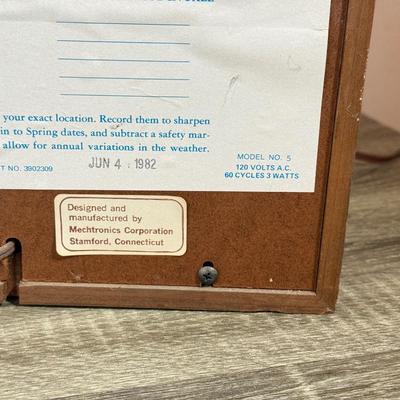 your exact location. Record them to sharpen
in to Spring dates, and subtract a safety mar-
allow for annual variations in the weather.
NO. 3902309
JUN 4 1982
MODEL NO. 5
120 VOLTS A.C.
60 CYCLES 3 WATTS
Designed and
manufactured by
Mechtronics Corporation
Stamford, Connecticut